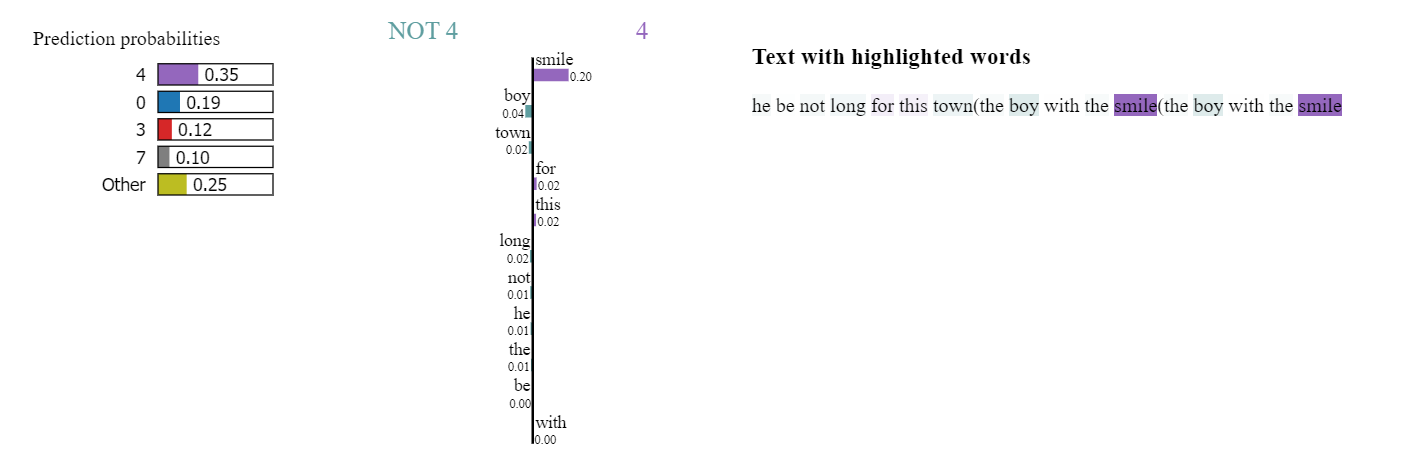 Prediction probabilities
4 0.35
0 0.19
3 0.12
7 0.10
Other 0.25
NOT 4
4
smile
0.20
boy
0.04
town
0.02
for
0.02
this
0.02
long
0.02
not
0.01
he
0.01
the
0.01
be
0.00
with
0.00
Text with highlighted words
he be not long for this town(the boy with the smile(the boy with the smile